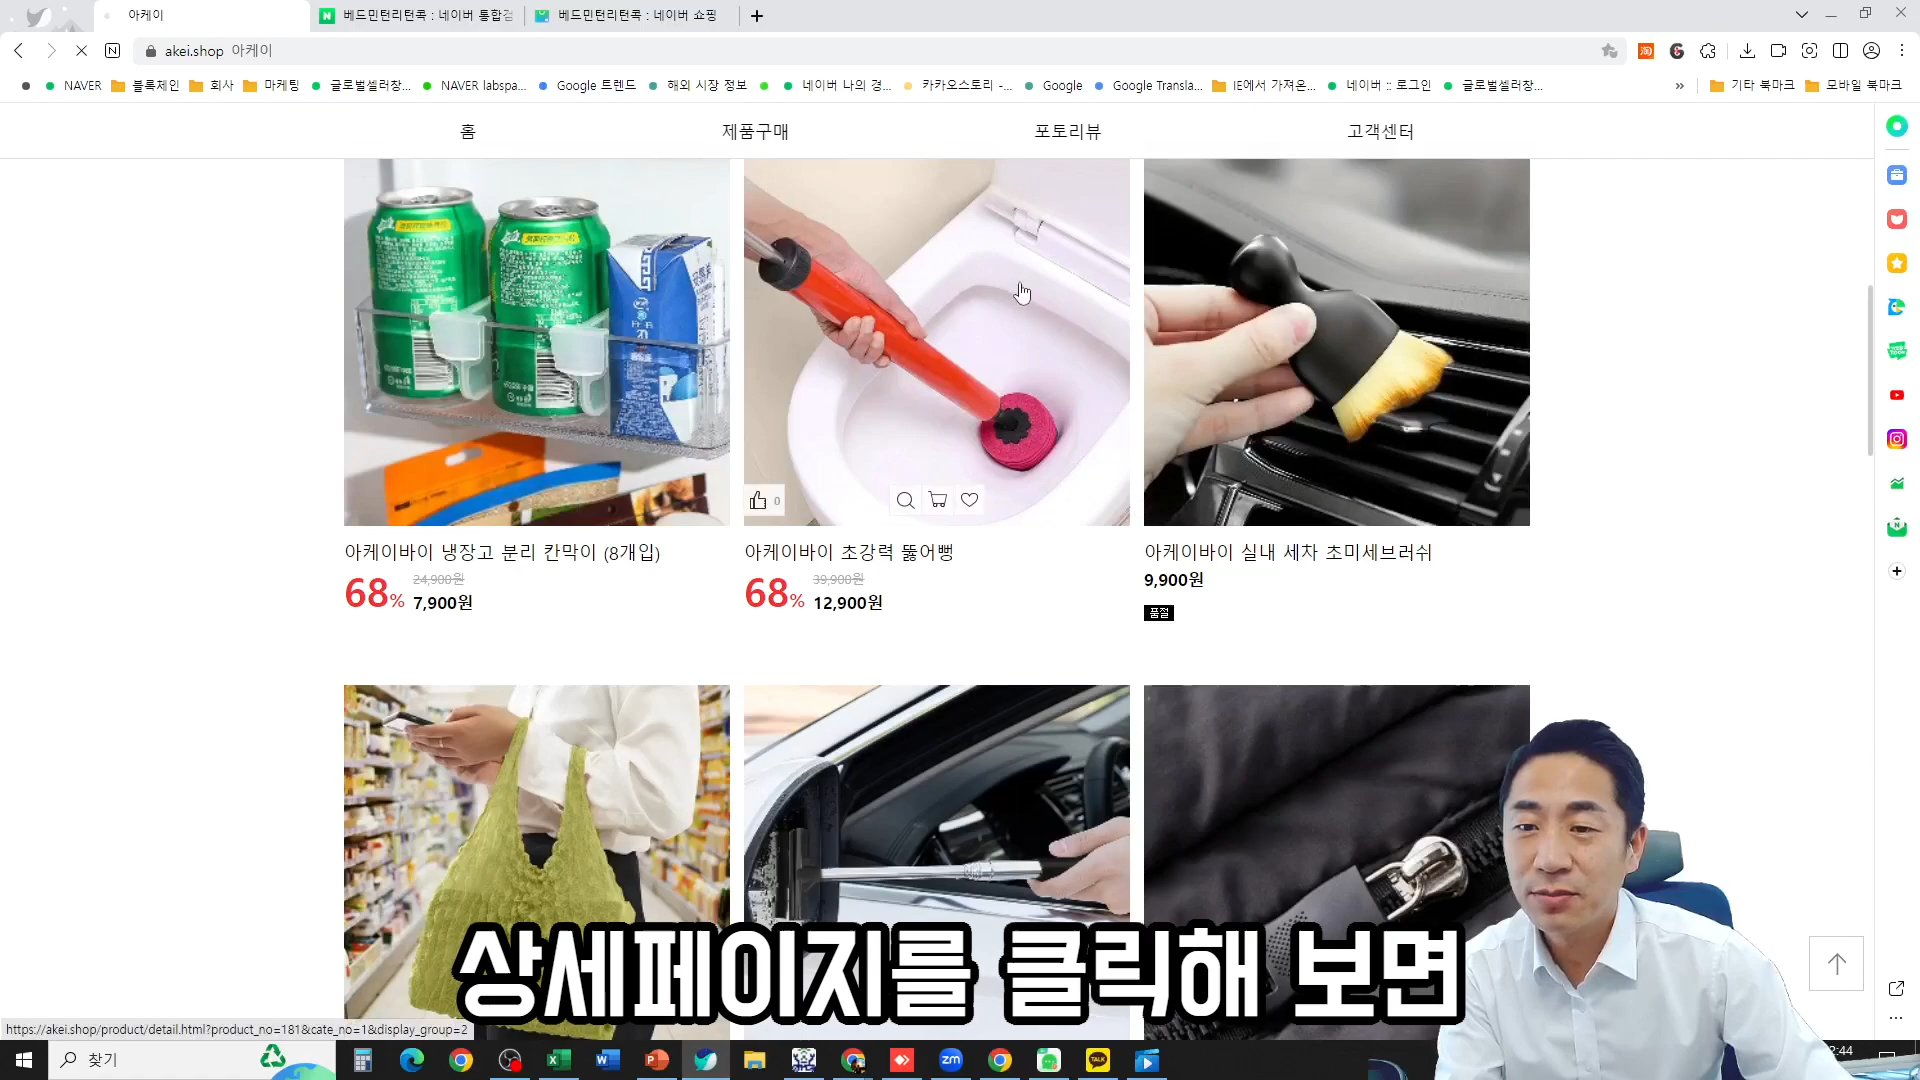 아케이
베드민턴리턴콕 : 네이버 통합검
베드민턴리턴콕 : 네이버 쇼핑
akei.shop 아케이
NAVER 블록체인 회사 마케팅 글로벌셀러창... NAVER labspa... Google 트렌드 해외 시장 정보 네이버 나의 경... 카카오스토리 -... Google Google Transla... IE에서 가져온... 네이버 :: 로그인 글로벌셀러창... » 기타 북마크 모바일 북마크
홈 제품구매 포토리뷰 고객센터
0
아케이바이 냉장고 분리 칸막이 (8개입)
68% 24,900원
7,900원
아케이바이 초강력 뚫어뻥
68% 39,900원
12,900원
아케이바이 실내 세차 초미세브러쉬
9,900원
품절
상세페이지를 클릭해 보면
https://akei.shop/product/detail.html?product_no=181&cate_no=1&display_group=2
찾기
2:44